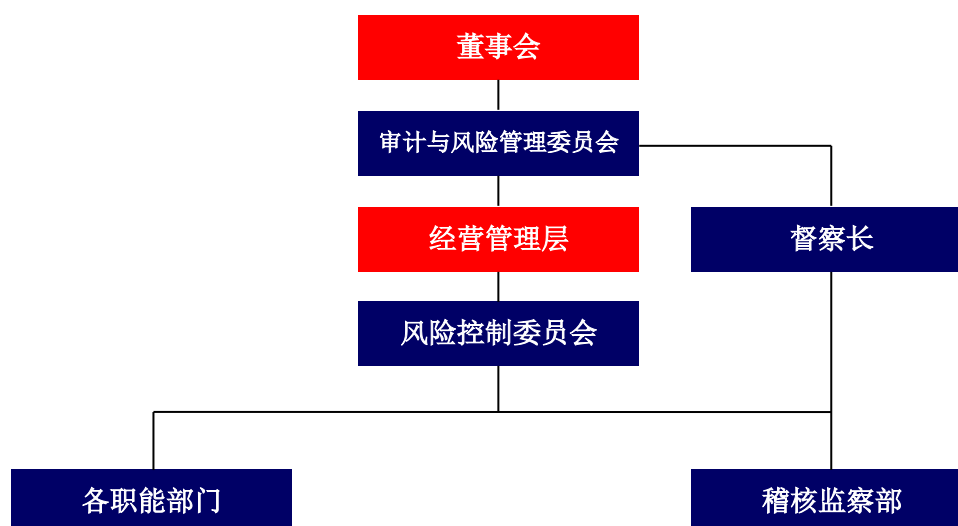 董事会
审计与风险管理委员会
经营管理层
督察长
风险控制委员会
各职能部门
稽核监察部